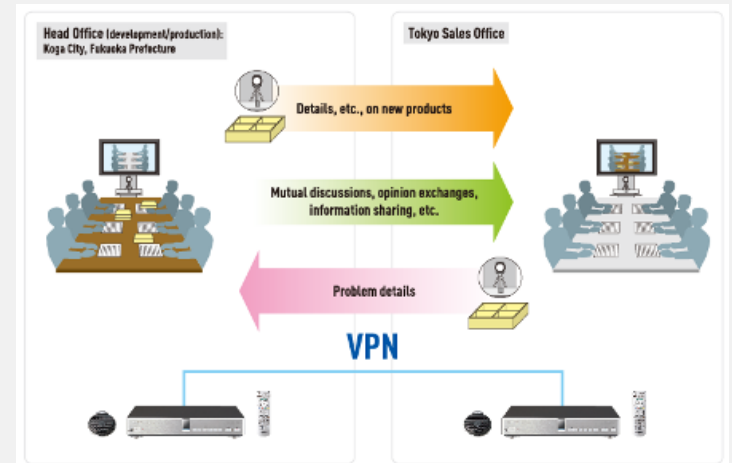 Head Office (development/production):
Koga City, Fukuoka Prefecture
Tokyo Sales Office
Details, etc., on new products
Mutual discussions, opinion exchanges,
information sharing, etc.
Problem details
VPN